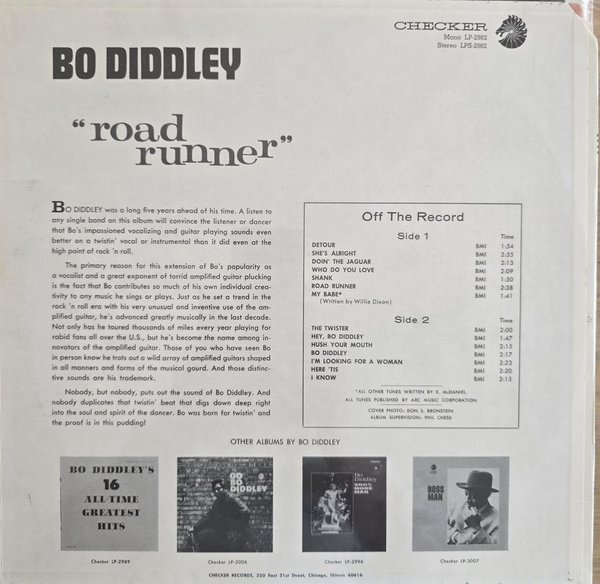 CHECKER
Mono LP-2982
Stereo LPS-2982
BO DIDDLEY
"road
runner"
BO DIDDLEY was a long five years ahead of his time. A listen to
any single band on this album will convince the listener or dancer
that Bo's impassioned vocalizing and guitar playing sounds even
better on a twistin' vocal or instrumental than it did even at the
high point of rock 'n roll.
The primary reason for this extension of Bo's popularity as
a vocalist and a great exponent of torrid amplified guitar plucking
is the fact that Bo contributes so much of his own individual crea-
tivity to any music he sings or plays. Just as he set a trend in the
rock 'n roll era with his very unusual and inventive use of the am-
plified guitar, he's advanced greatly musically in the last decade.
Not only has he toured thousands of miles every year playing for
rabid fans all over the U.S., but he's become the name among in-
novators of the amplified guitar. Those of you who have seen Bo
in person know he trots out a wild array of amplified guitars shaped
in all manners and forms of the musical gourd. And those distinc-
tive sounds are his trademark.
Nobody, but nobody, puts out the sound of Bo Diddley. And
nobody duplicates that twistin' beat that digs down deep right
into the soul and spirit of the dancer. Bo was born for twistin' and
the proof is in this pudding!
Off The Record
Side 1 Time
DETOUR BMI 1:54
SHE'S ALRIGHT BMI 2:55
DOIN' THE JAGUAR BMI 2:13
WHO DO YOU LOVE BMI 2:09
SHANK BMI 1:50
ROAD RUNNER BMI 2:38
MY BABE* BMI 1:41
(Written by Willie Dixon)
Side 2 Time
THE TWISTER BMI 2:00
HEY, BO DIDDLEY BMI 1:47
HUSH YOUR MOUTH BMI 2:15
BO DIDDLEY BMI 2:17
I'M LOOKING FOR A WOMAN BMI 2:23
HERE 'TIS BMI 2:20
I KNOW BMI 2:15
*ALL OTHER TUNES WRITTEN BY E. McDANIEL
ALL TUNES PUBLISHED BY ARC MUSIC CORPORATION
COVER PHOTO: DON S. BRONSTEIN
ALBUM SUPERVISION: PHIL CHESS
OTHER ALBUMS BY BO DIDDLEY
BO DIDDLEY'S
16
ALL-TIME
GREATEST
HITS
GO
BO
DIDDLEY
Bo
Diddley
BOSS
MAN
Checker LP-2989
Checker LP-3006
Checker LP-2996
Checker LP-3007
CHECKER RECORDS, 320 East 21st Street, Chicago, Illinois 60616